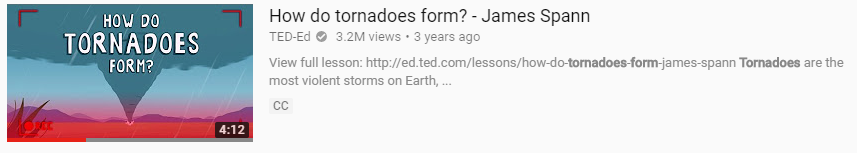 HOW DO
TORNADOES
FORM?
REC
4:12
How do tornadoes form? - James Spann
TED-Ed 3.2M views • 3 years ago
View full lesson: http://ed.ted.com/lessons/how-do-tornadoes-form-james-spann Tornadoes are the
most violent storms on Earth, ...
CC